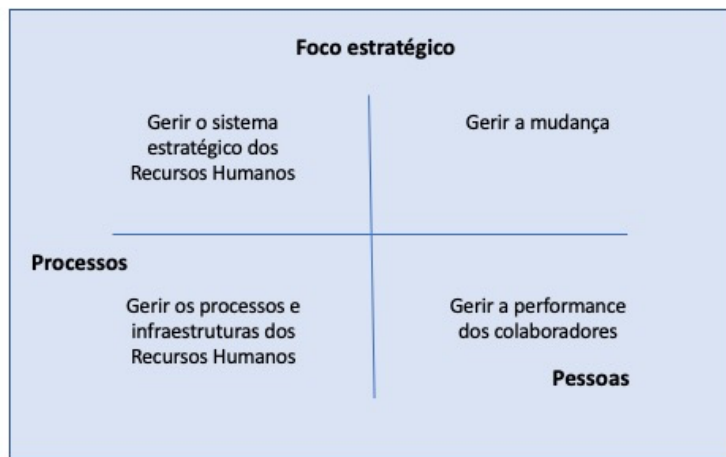 Foco estratégico
Gerir o sistema
estratégico dos
Recursos Humanos
Gerir a mudança
Processos
Gerir os processos e
infraestruturas dos
Recursos Humanos
Gerir a performance
dos colaboradores
Pessoas